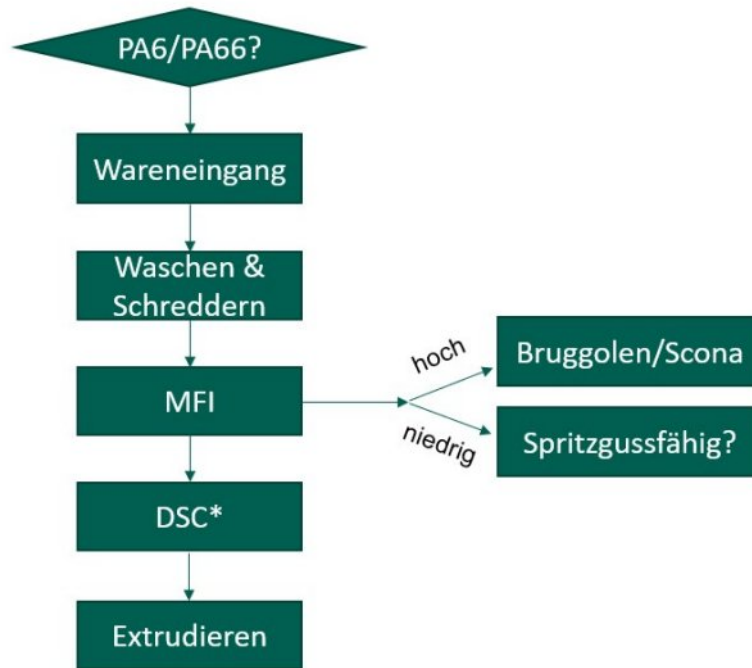 PA6/PA66?
Wareneingang
Waschen &
Schreddern
hoch
Bruggolen/Scona
MFI
niedrig
Spritzgussfähig?
DSC*
Extrudieren